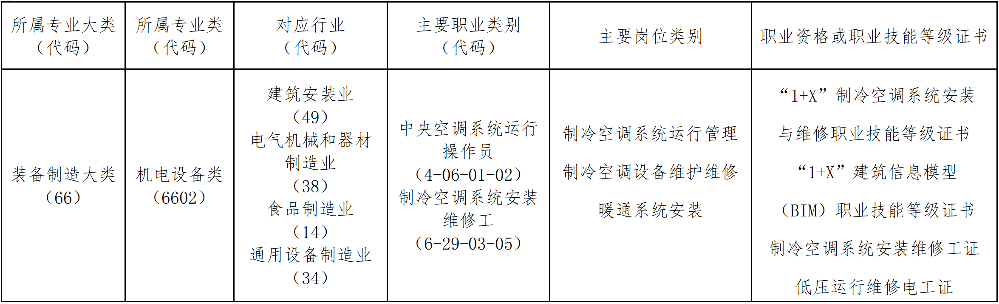 所属专业大类
（代码）
所属专业类
（代码）
对应行业
（代码）
主要职业类别
（代码）
主要岗位类别
职业资格或职业技能等级证书
装备制造大类
（66）
机电设备类
（6602）
建筑安装业
（49）
电气机械和器材
制造业
（38）
食品制造业
（14）
通用设备制造业
（34）
中央空调系统运行
操作员
（4-06-01-02）
制冷空调系统安装
维修工
（6-29-03-05）
制冷空调系统运行管理
制冷空调设备维护维修
暖通系统安装
“1+X”制冷空调系统安装
与维修职业技能等级证书
“1+X”建筑信息模型
（BIM）职业技能等级证书
制冷空调系统安装维修工证
低压运行维修电工证